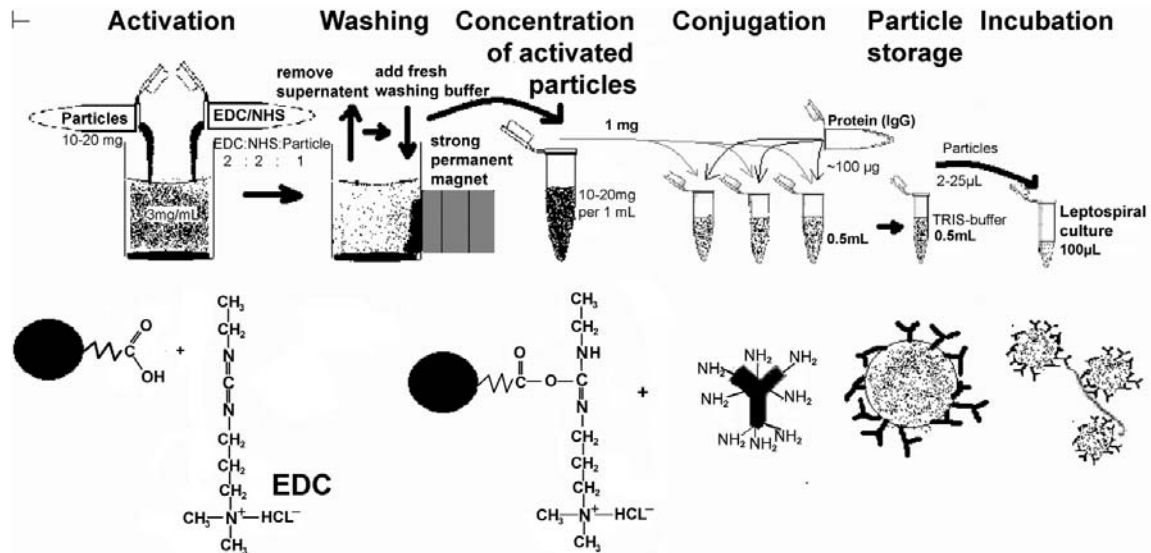 Activation
Washing
Concentration
of activated
particles
Conjugation
Particle
storage
Incubation
Particles
10-20 mg
EDC/NHS
EDC:NHS:Particle
2 : 2 : 1
3mg/mL
remove
supernatent
add fresh
washing buffer
strong
permanent
magnet
10-20mg
per 1 mL
1 mg
Protein (IgG)
~100 µg
0.5mL
Particles
2-25µL
TRIS-buffer
0.5mL
Leptospiral
culture
100µL
O
C
OH
+
CH3
CH2
N
C
N
CH2
CH2
CH2
CH3-N+-HCL-
CH3
EDC
CH3
CH2
O
NH
C-O-C
N
CH2
CH2
CH2
CH3-N+-HCL-
CH3
+
NH2
NH2
NH2
NH3
NH2
NH2
NH2
NH2
NH2
NH2